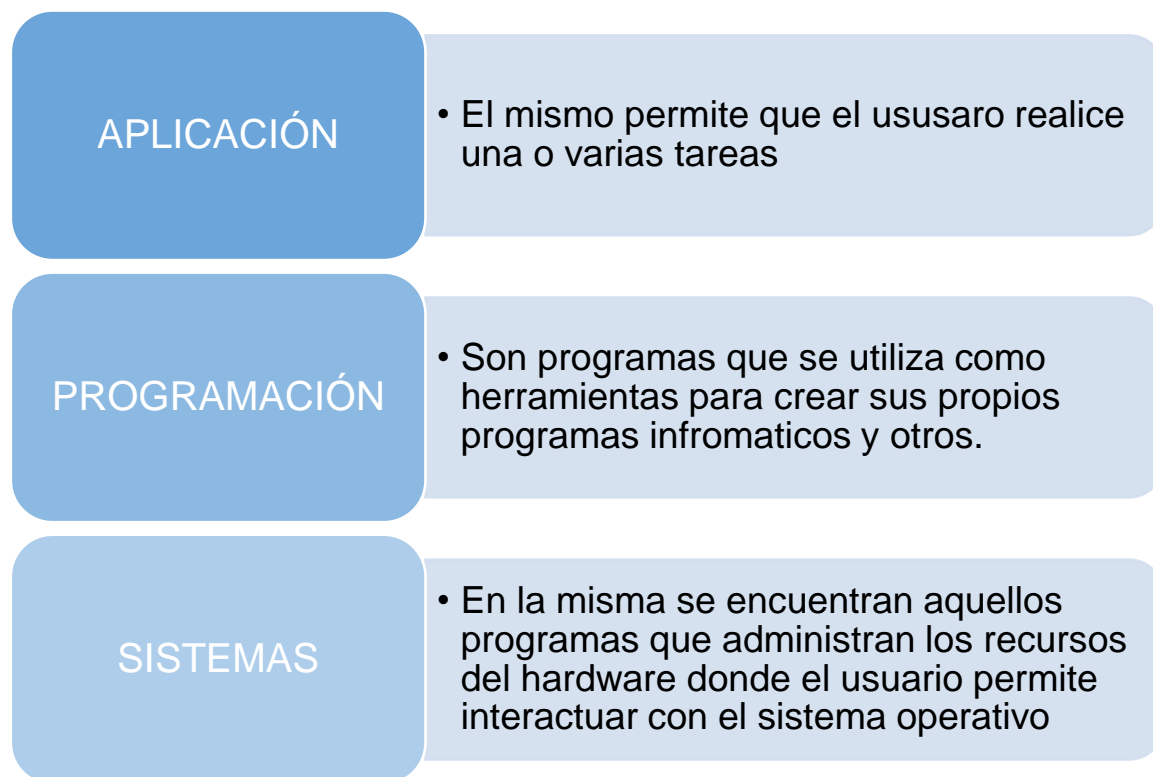 APLICACIÓN
• El mismo permite que el ususaro realice
una o varias tareas
PROGRAMACIÓN
• Son programas que se utiliza como
herramientas para crear sus propios
programas infromaticos y otros.
SISTEMAS
• En la misma se encuentran aquellos
programas que administran los recursos
del hardware donde el usuario permite
interactuar con el sistema operativo